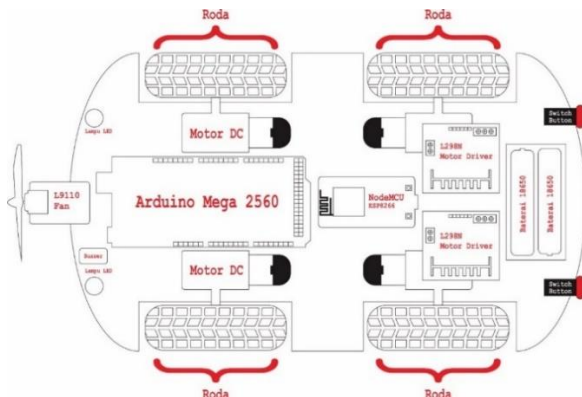 Roda
Roda
Switch
Button
Lampu LED
Motor DC
L298N
Motor Driver
L9110
Fan
Arduino Mega 2560
NodeMCU
ESP8266
Baterai 18650
Baterai 18650
L298N
Motor Driver
Buzzer
Lampu LED
Motor DC
Switch
Button
Roda
Roda